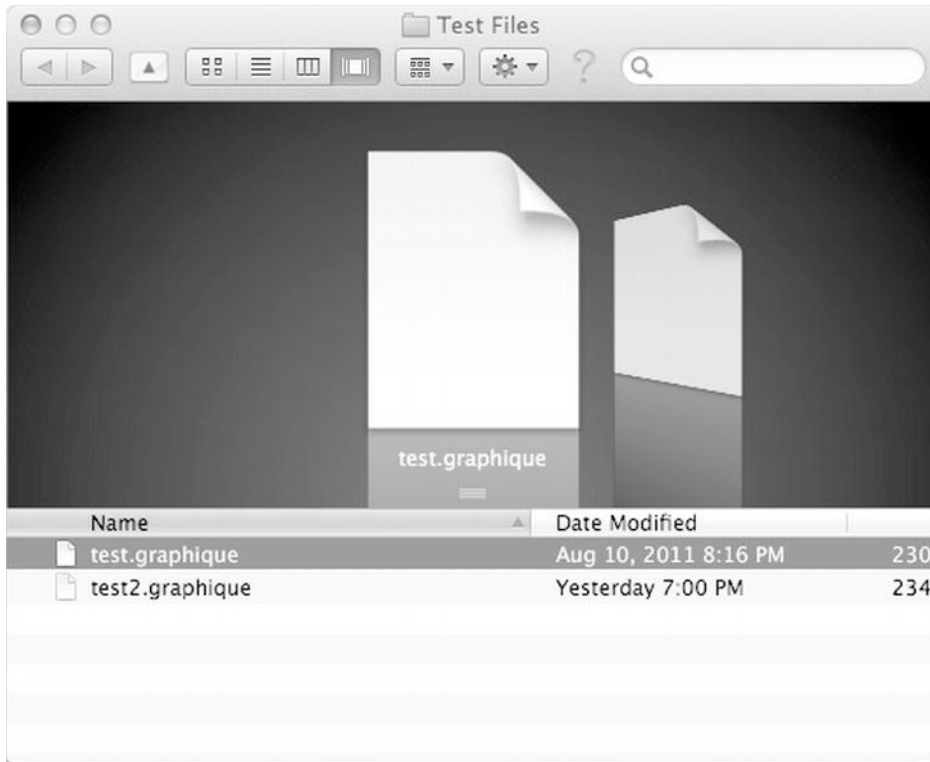 Test Files
?
test.graphique
Name Date Modified
test.graphique Aug 10, 2011 8:16 PM 230
test2.graphique Yesterday 7:00 PM 234